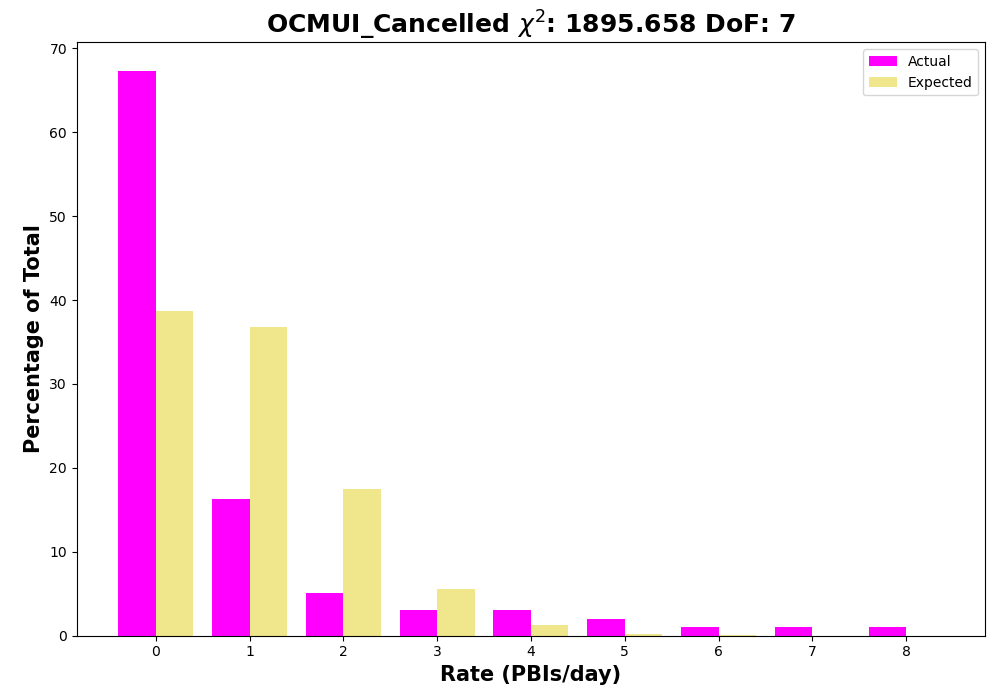 OCMUI_Cancelled χ²: 1895.658 DoF: 7
Actual
Expected
Percentage of Total
70
60
50
40
30
20
10
0
0 1 2 3 4 5 6 7 8
Rate (PBIs/day)